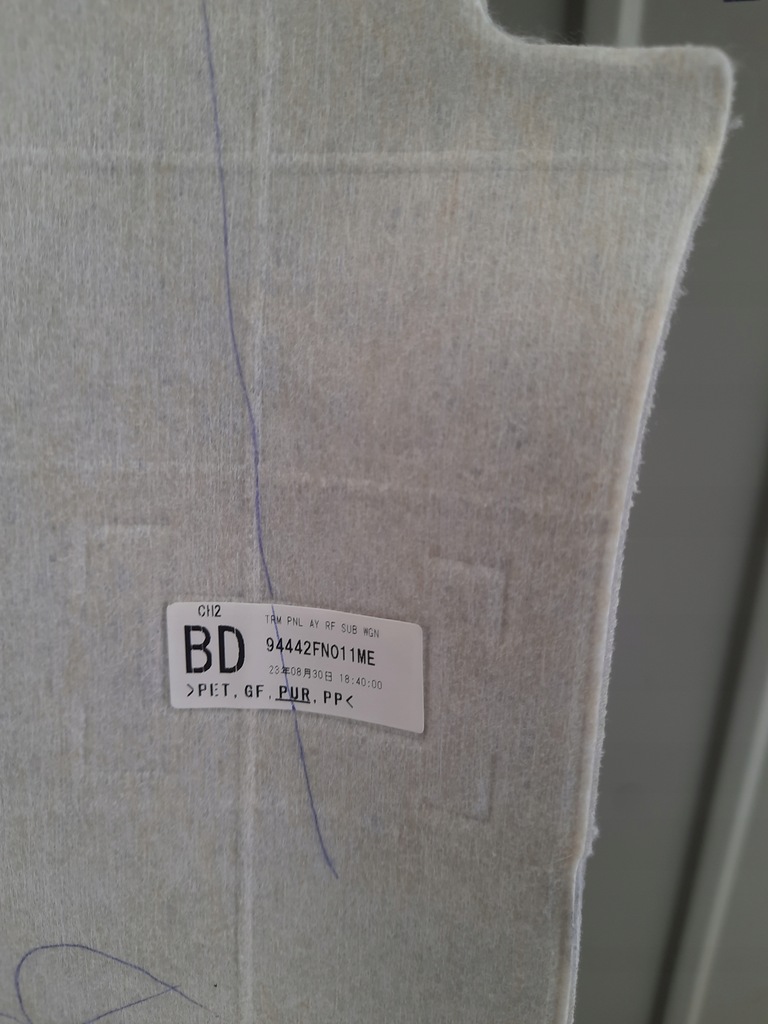 CH2
BD
TRM PNL AY RF SUB WGN
94442FN011ME
23年08月30日 18:40:00
>PET, GF, PUR, PP<